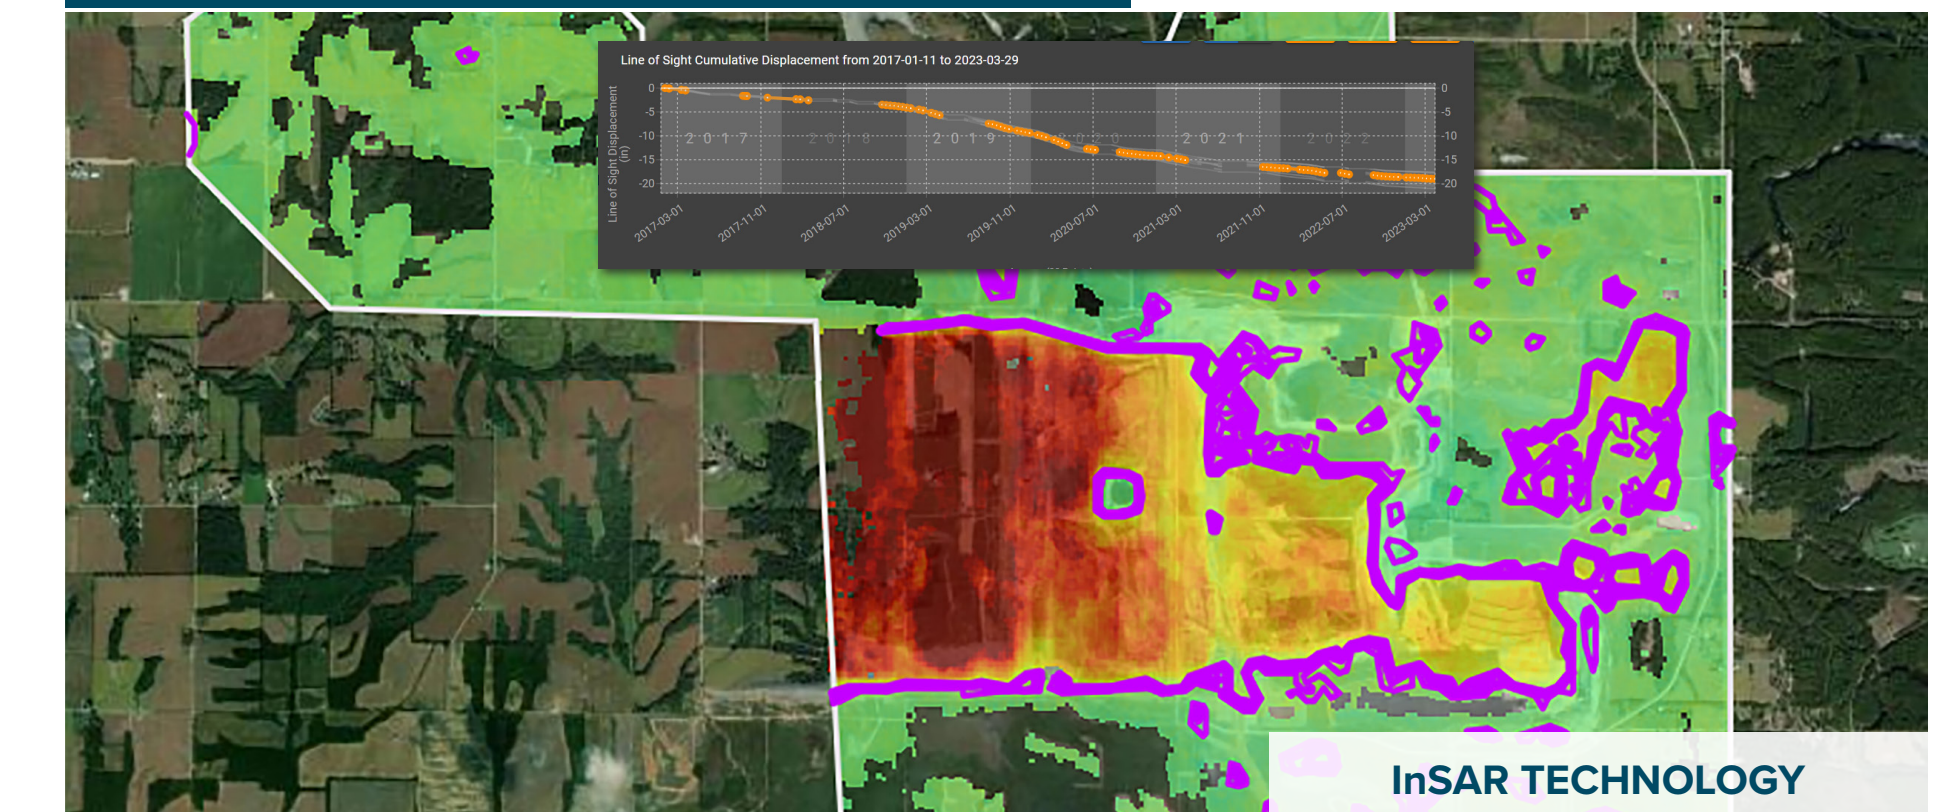 Line of Sight Cumulative Displacement from 2017-01-11 to 2023-03-29
Line of Sight Displacement
(in)
0 0
-5 -5
-10 -10
-15 -15
-20 -20
2017 2018 2019 2020 2021 2022
2017-03-01 2017-11-01 2018-07-01 2019-03-01 2019-11-01 2020-07-01 2021-03-01 2021-11-01 2022-07-01 2023-03-01
InSAR TECHNOLOGY